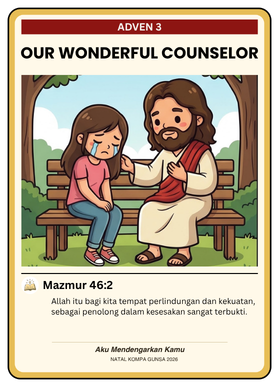 ADVEN 3
OUR WONDERFUL COUNSELOR
Mazmur 46:2
Allah itu bagi kita tempat perlindungan dan kekuatan,
sebagai penolong dalam kesesakan sangat terbukti.
Aku Mendengarkan Kamu
NATAL KOMPA GUNSA 2026